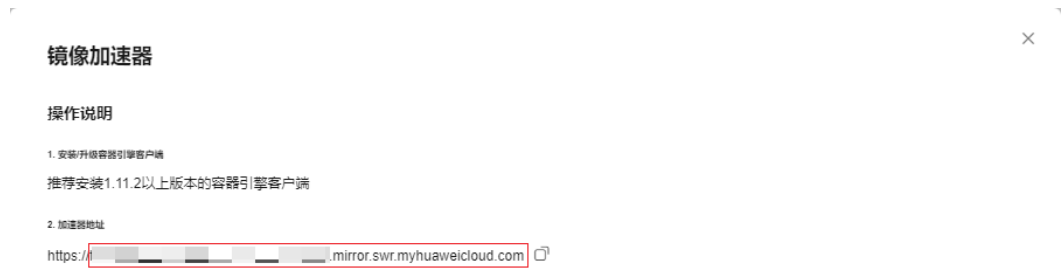 镜像加速器
操作说明
1. 安装/升级容器引擎客户端
推荐安装1.11.2以上版本的容器引擎客户端
2. 加速器地址
https:// .mirror.swr.myhuaweicloud.com